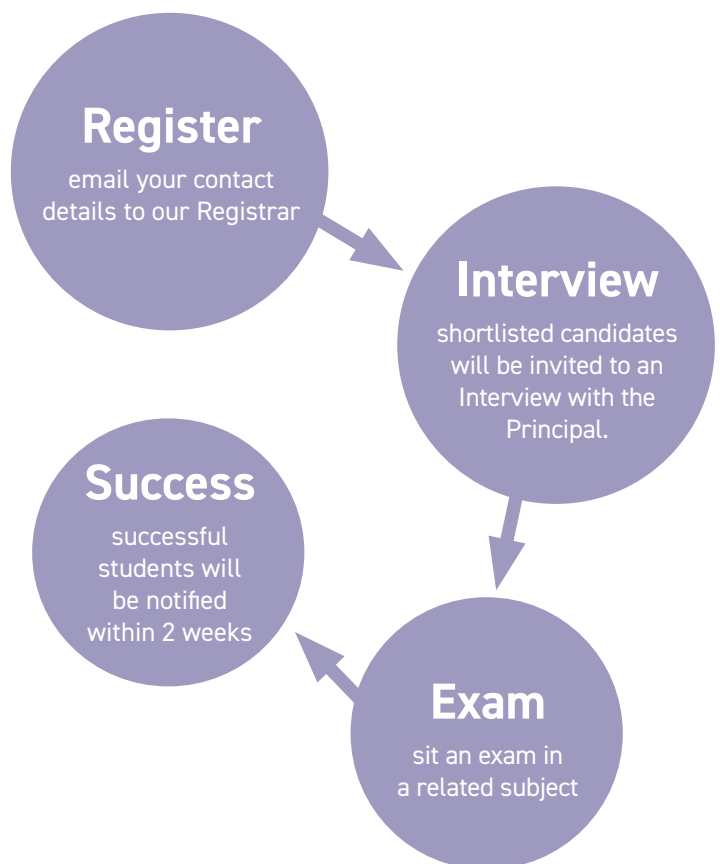 Register
email your contact
details to our Registrar
Interview
shortlisted candidates
will be invited to an
Interview with the
Principal.
Exam
sit an exam in
a related subject
Success
successful
students will
be notified
within 2 weeks